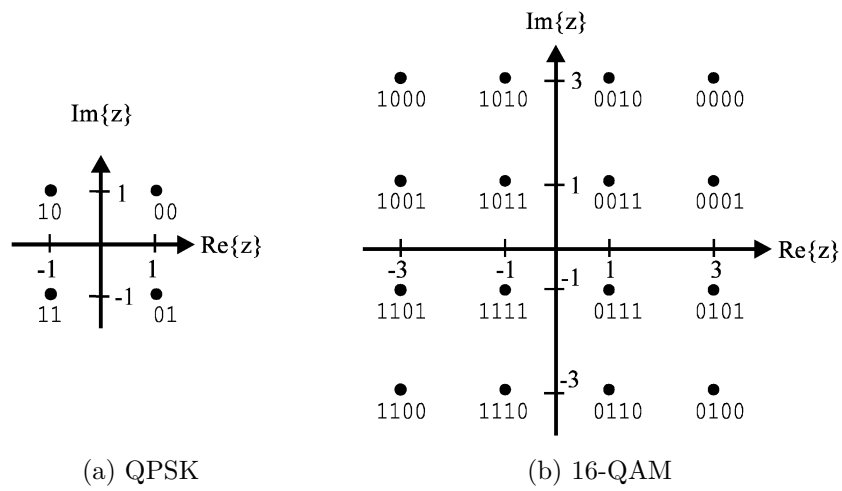 Im{z}
1
10 00
Re{z}
-1 1
-1
11 01
(a) QPSK
Im{z}
3
1000 1010 0010 0000
1
1001 1011 0011 0001
Re{z}
-3 -1 1 3
-1
1101 1111 0111 0101
-3
1100 1110 0110 0100
(b) 16-QAM